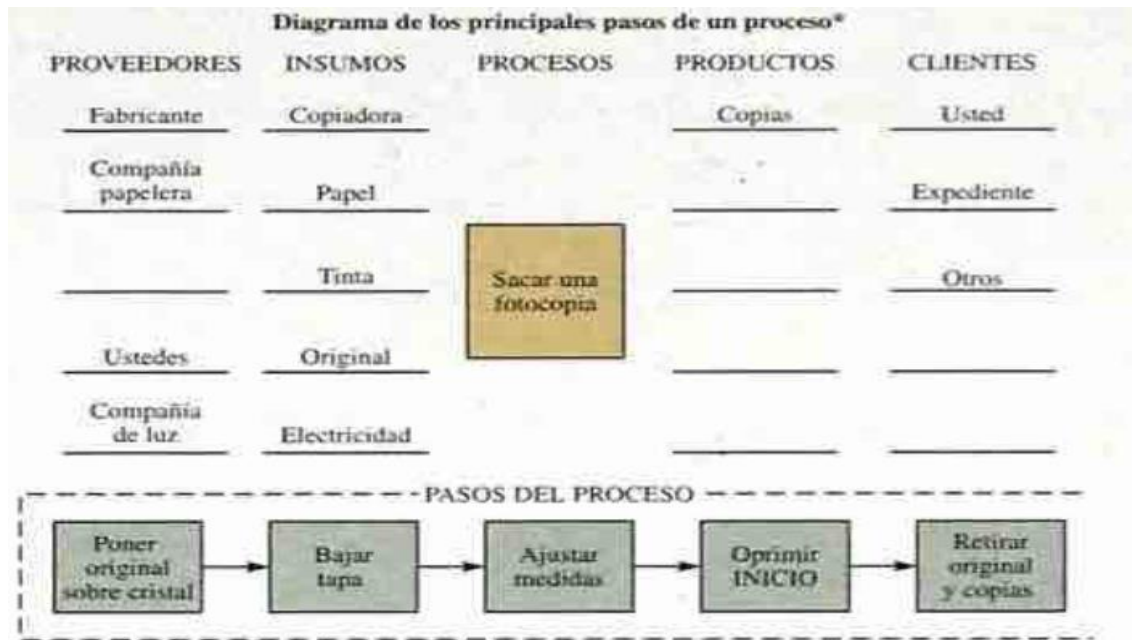 Diagrama de los principales pasos de un proceso*
PROVEEDORES INSUMOS PROCESOS PRODUCTOS CLIENTES
Fabricante Copiadora Copias Usted
Compañía
papelera Papel Expediente
Tinta Sacar una Otros
fotocopia
Ustedes Original
Compañía
de luz Electricidad
PASOS DEL PROCESO
Poner
original
sobre cristal
Bajar
tapa
Ajustar
medidas
Oprimir
INICIO
Retirar
original
y copias